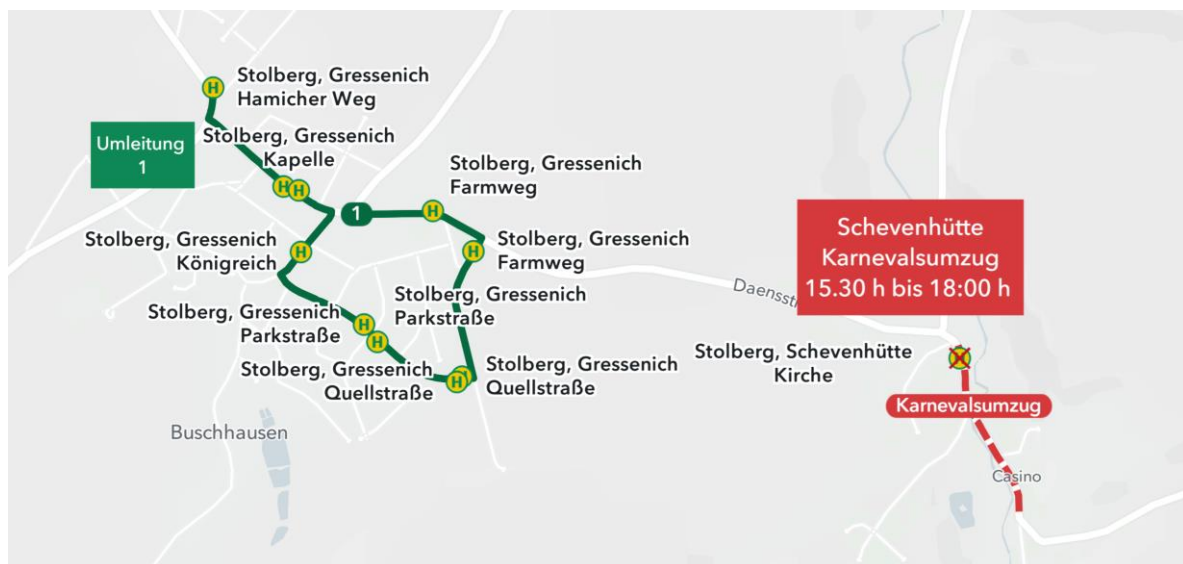 Stolberg, Gressenich
Hamicher Weg
Umleitung
1
Stolberg, Gressenich
Kapelle
Stolberg, Gressenich
Farmweg
1
Stolberg, Gressenich
Königreich
Stolberg, Gressenich
Farmweg
Schevenhütte
Karnevalsumzug
15.30 h bis 18:00 h
Daensstr
Stolberg, Gressenich
Parkstraße
Stolberg, Gressenich
Parkstraße
Stolberg, Gressenich
Quellstraße
Stolberg, Gressenich
Quellstraße
Stolberg, Schevenhütte
Kirche
Karnevalsumzug
Buschhausen
Casino
H
H
H
H
H
H
H
H
H
H